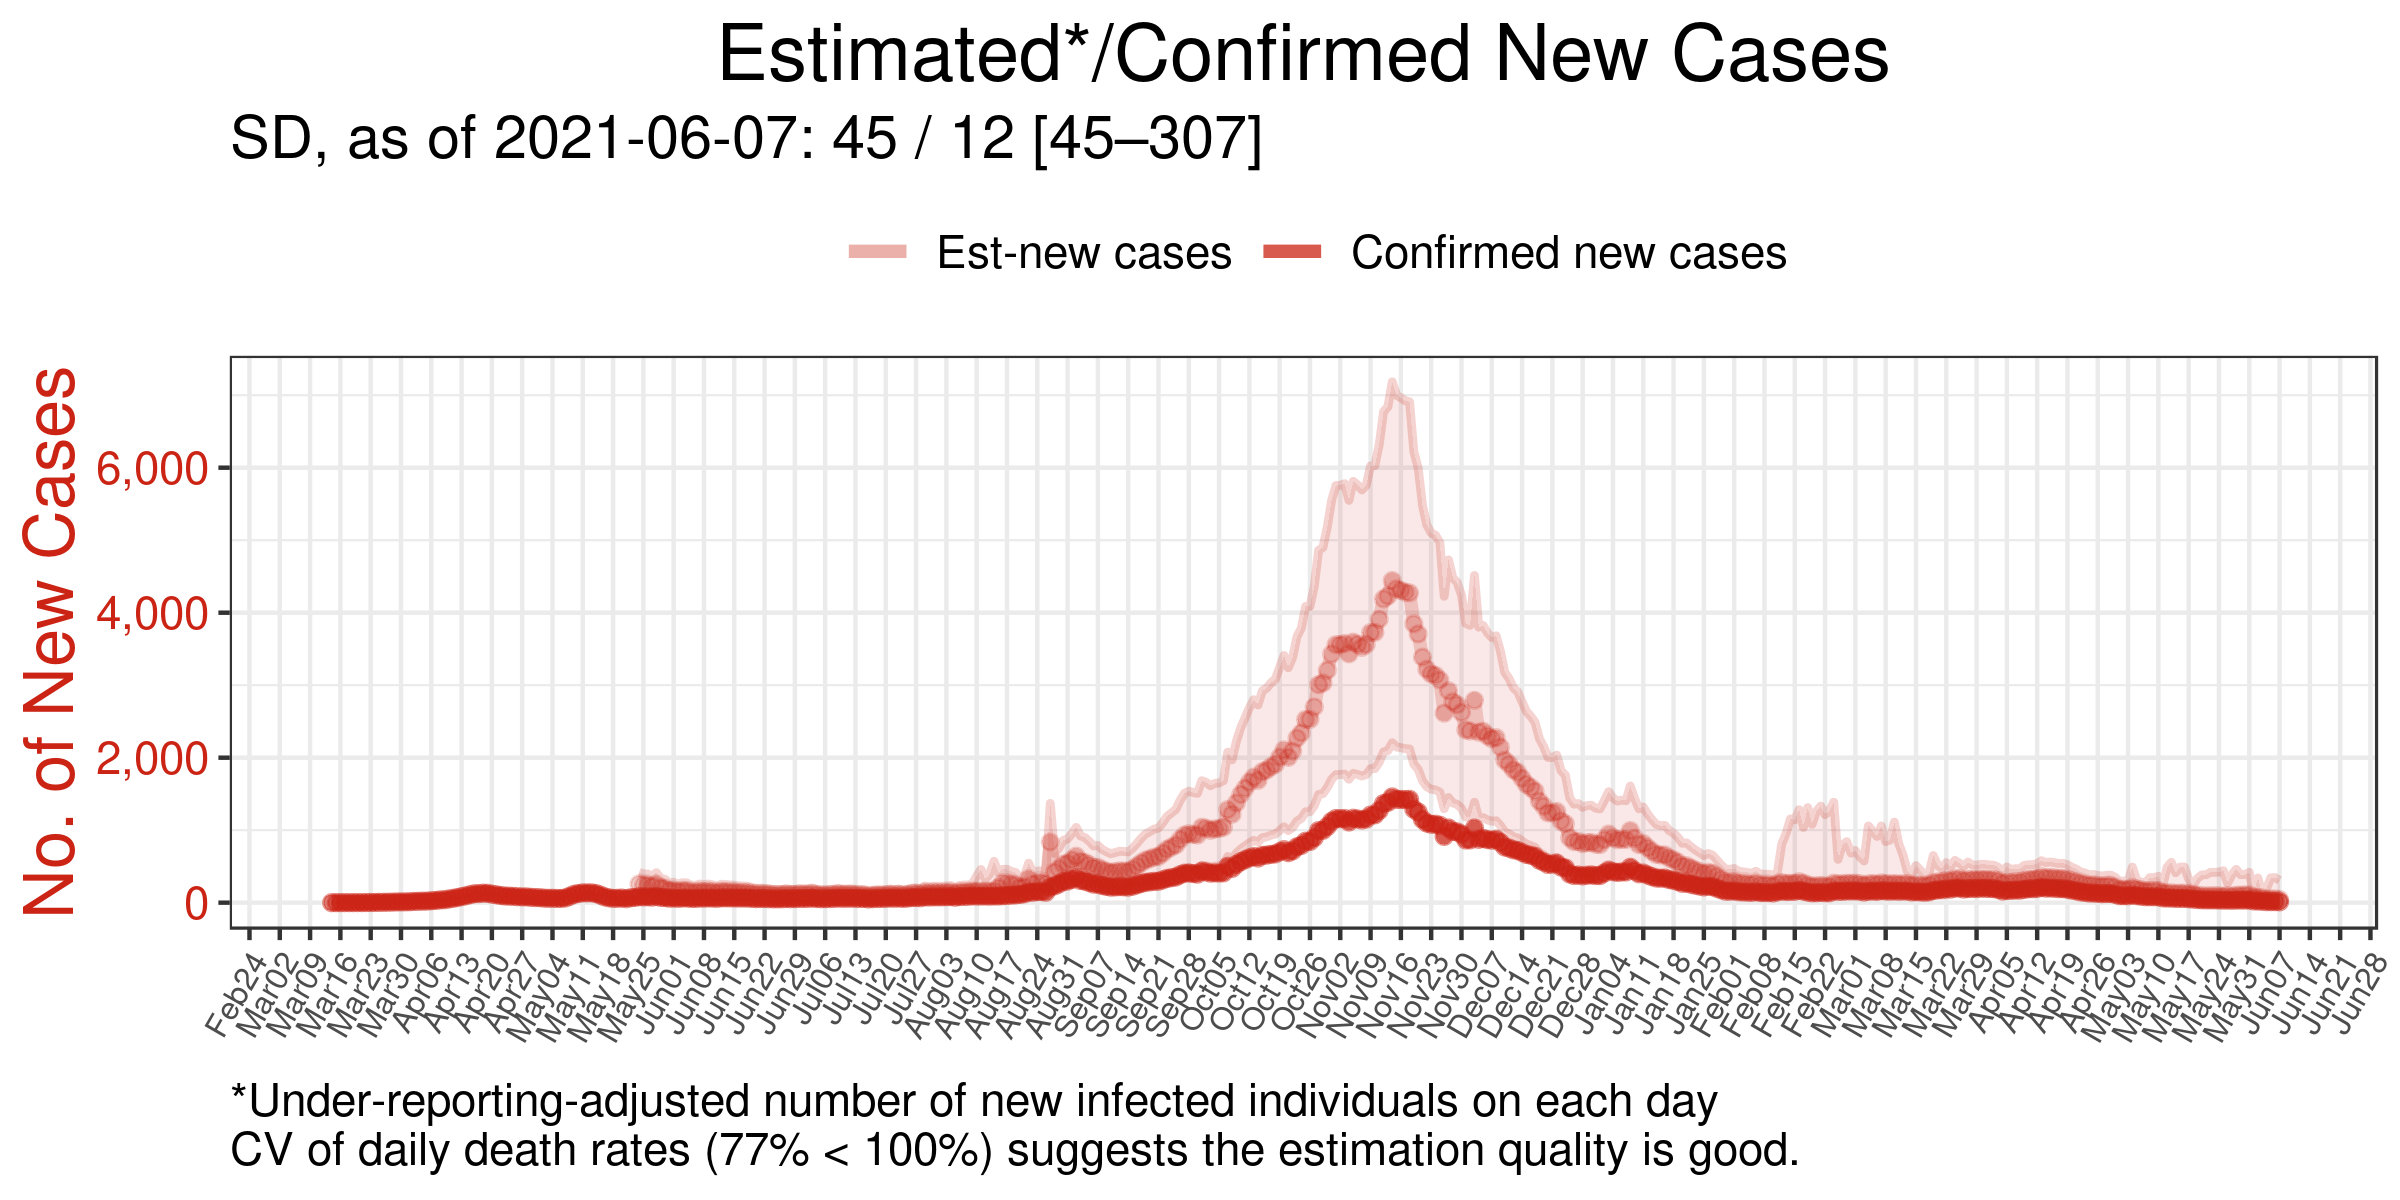 Estimated*/Confirmed New Cases
SD, as of 2021-06-07: 45 / 12 [45–307]
Est-new cases
Confirmed new cases
No. of New Cases
6,000
4,000
2,000
0
Feb24
Mar02
Mar09
Mar16
Mar23
Mar30
Apr06
Apr13
Apr20
Apr27
May04
May11
May18
May25
Jun01
Jun08
Jun15
Jun22
Jun29
Jul06
Jul13
Jul20
Jul27
Aug03
Aug10
Aug17
Aug24
Aug31
Sep07
Sep14
Sep21
Sep28
Oct05
Oct12
Oct19
Oct26
Nov02
Nov09
Nov16
Nov23
Nov30
Dec07
Dec14
Dec21
Dec28
Jan04
Jan11
Jan18
Jan25
Feb01
Feb08
Feb15
Feb22
Mar01
Mar08
Mar15
Mar22
Mar29
Apr05
Apr12
Apr19
Apr26
May03
May10
May17
May24
May31
Jun07
Jun14
Jun21
Jun28
*Under-reporting-adjusted number of new infected individuals on each day
CV of daily death rates (77% < 100%) suggests the estimation quality is good.